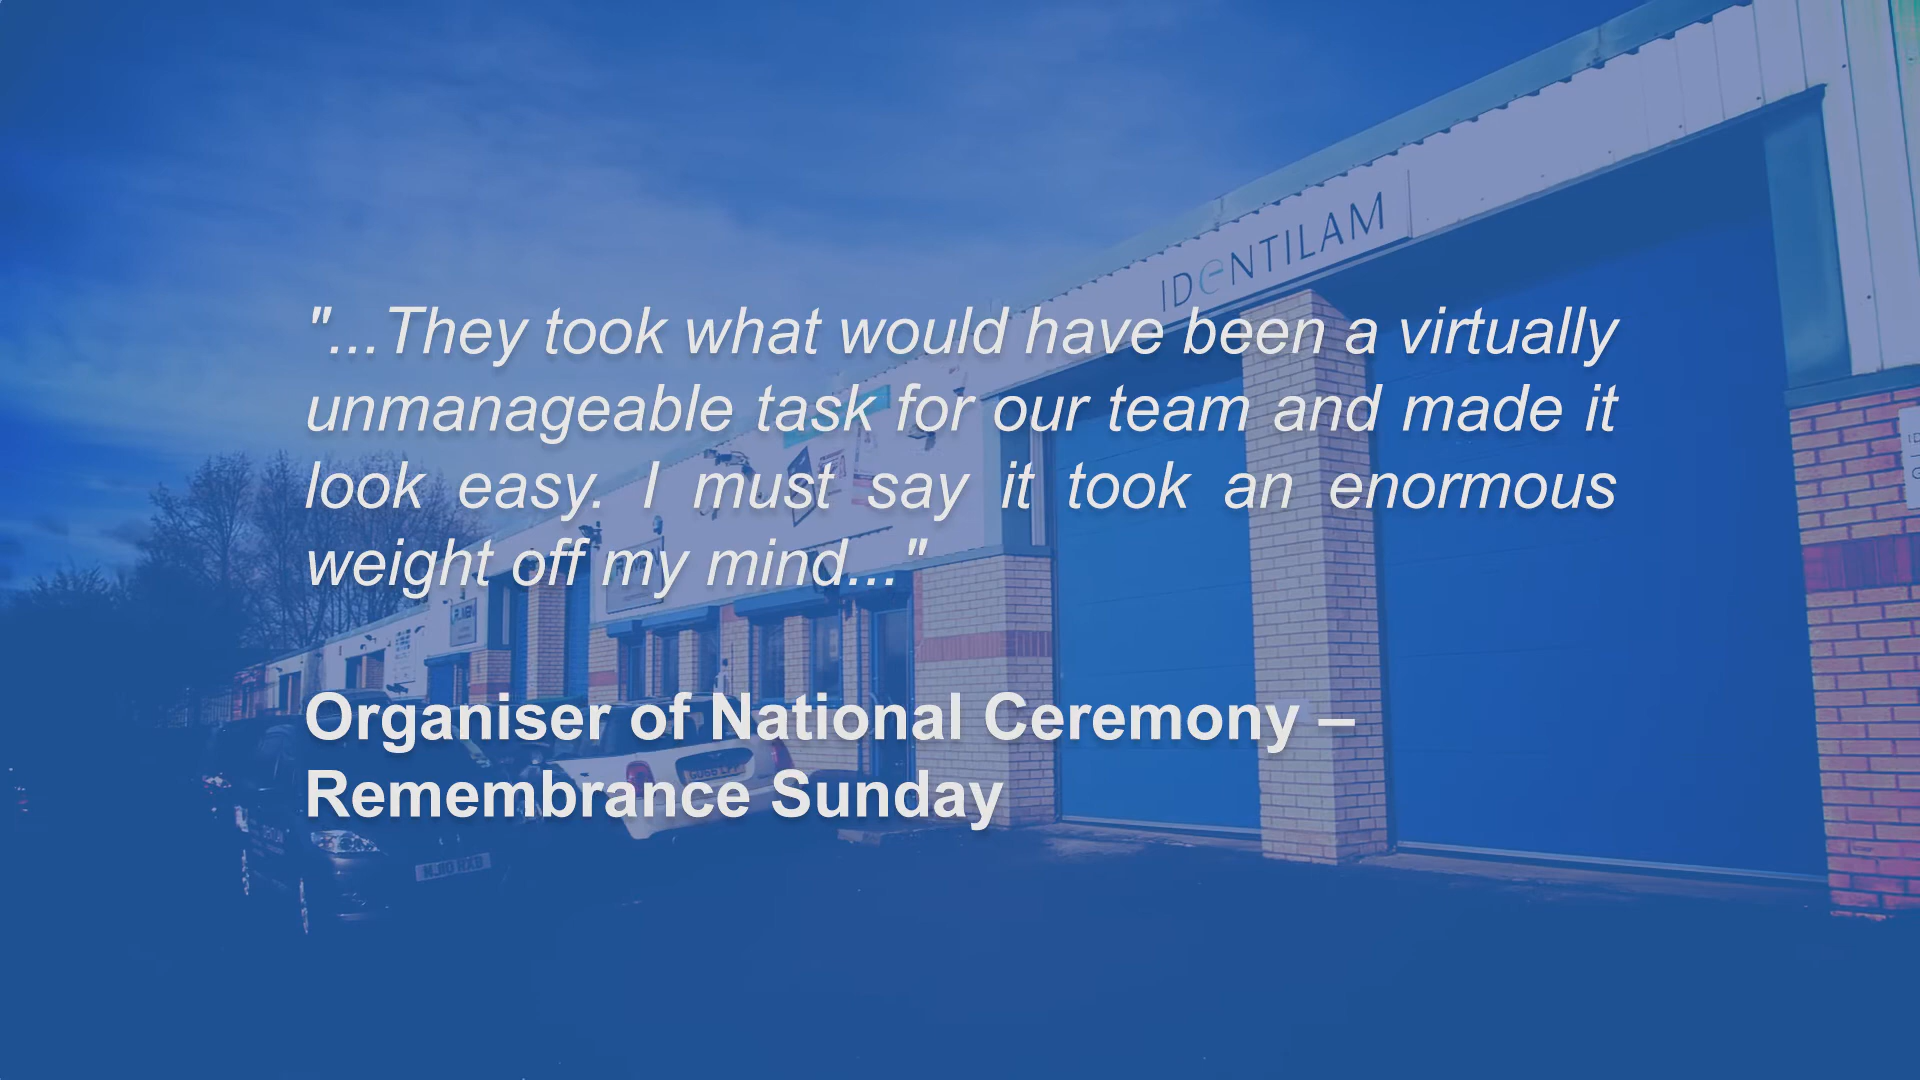 IDeNTILAM
"...They took what would have been a virtually
unmanageable task for our team and made it
look easy. I must say it took an enormous
weight off my mind..."
Organiser of National Ceremony –
Remembrance Sunday